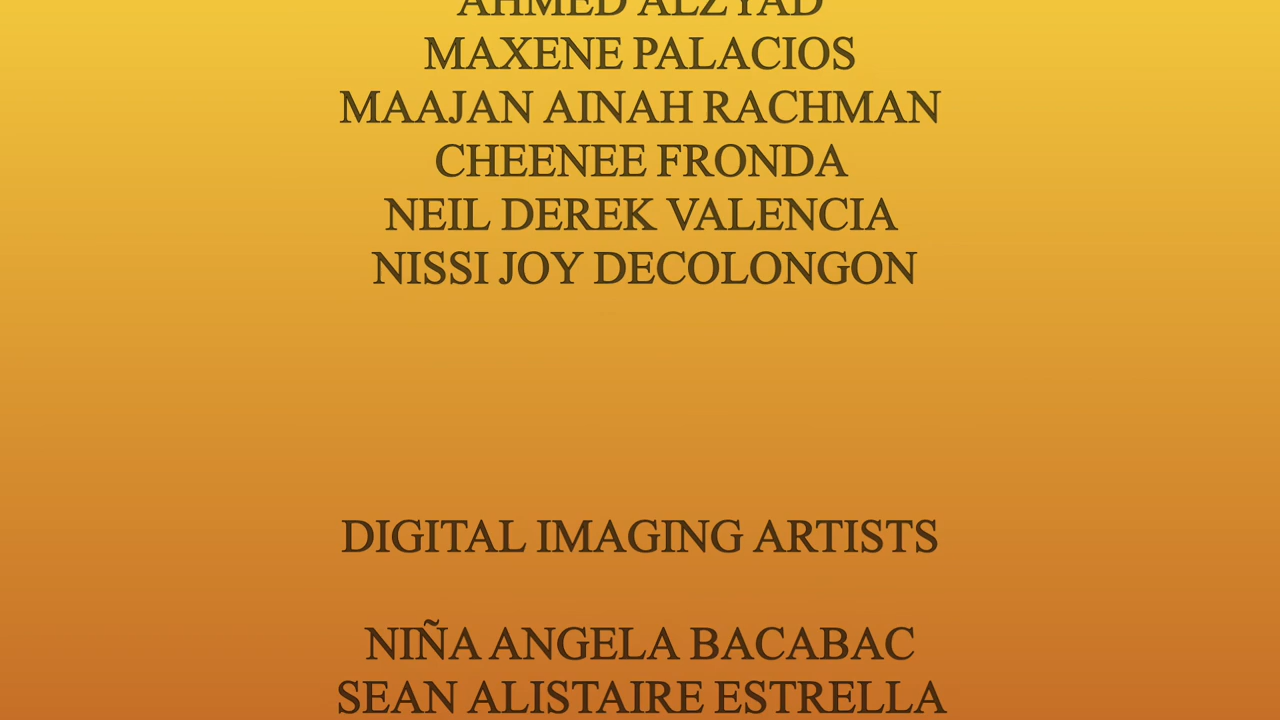 AHMED ALZYAD
MAXENE PALACIOS
MAAJAN AINAH RACHMAN
CHEENEE FRONDA
NEIL DEREK VALENCIA
NISSI JOY DECOLONGON
DIGITAL IMAGING ARTISTS
NIÑA ANGELA BACABAC
SEAN ALISTAIRE ESTRELLA